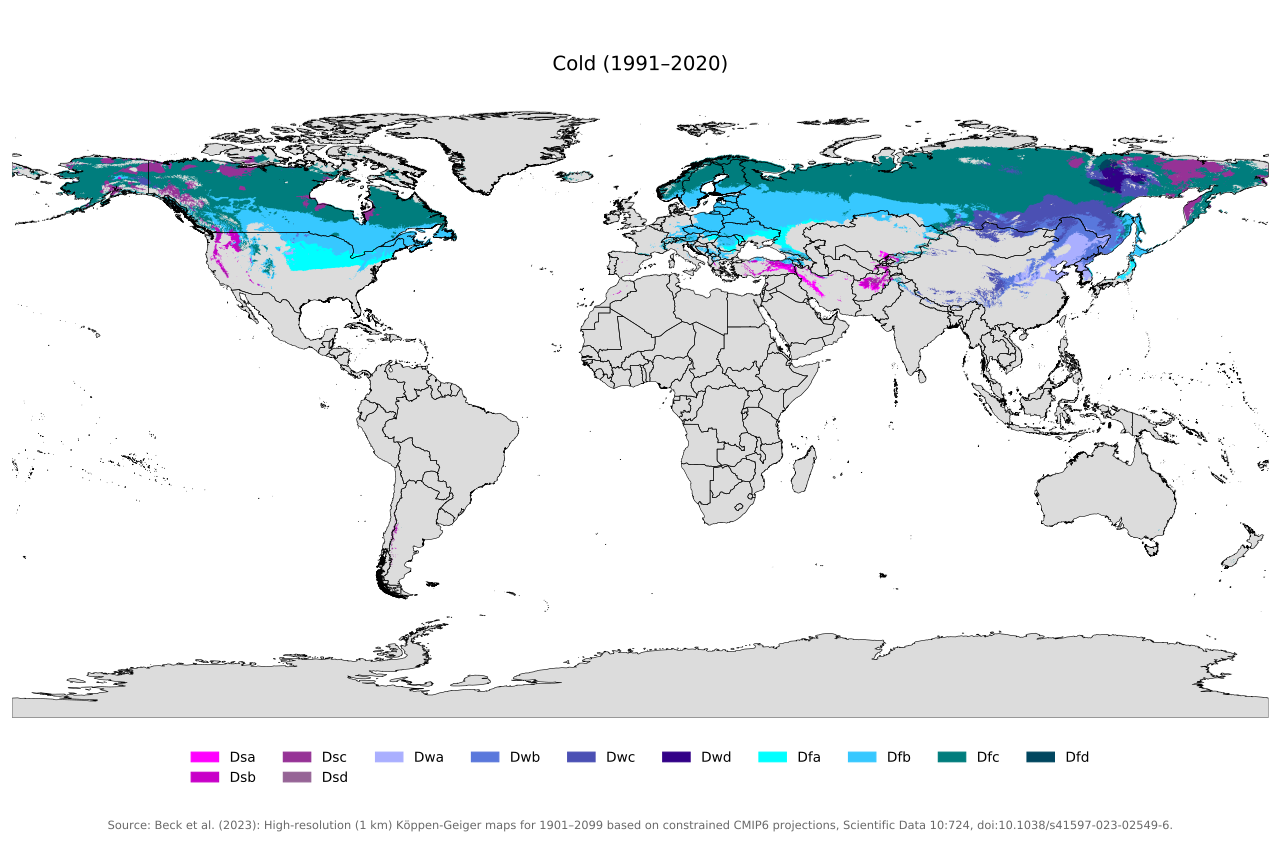 Cold (1991–2020)
Dsa Dsc Dwa Dwb Dwc Dwd Dfa Dfb Dfc Dfd
Dsb Dsd
Source: Beck et al. (2023): High-resolution (1 km) Köppen-Geiger maps for 1901–2099 based on constrained CMIP6 projections, Scientific Data 10:724, doi:10.1038/s41597-023-02549-6.